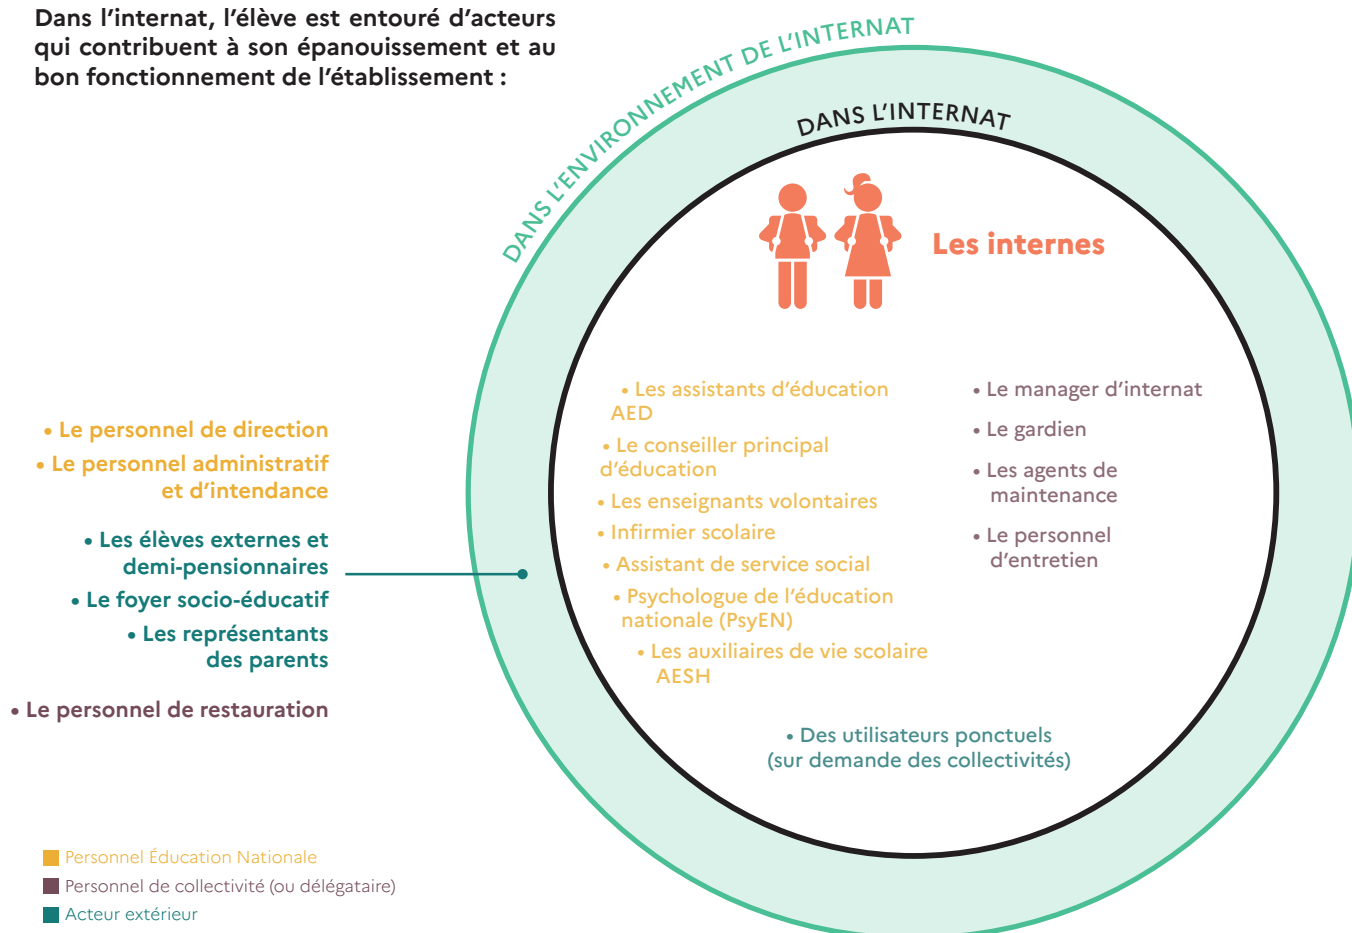 Dans l’internat, l’élève est entouré d’acteurs
qui contribuent à son épanouissement et au
bon fonctionnement de l’établissement :
DANS L’ENVIRONNEMENT DE L’INTERNAT
DANS L’INTERNAT
Les internes
• Les assistants d’éducation
AED
• Le conseiller principal
d’éducation
• Les enseignants volontaires
• Infirmier scolaire
• Assistant de service social
• Psychologue de l’éducation
nationale (PsyEN)
• Les auxiliaires de vie scolaire
AESH
• Le manager d’internat
• Le gardien
• Les agents de
maintenance
• Le personnel
d’entretien
• Des utilisateurs ponctuels
(sur demande des collectivités)
• Le personnel de direction
• Le personnel administratif
et d’intendance
• Les élèves externes et
demi-pensionnaires
• Le foyer socio-éducatif
• Les représentants
des parents
• Le personnel de restauration
Personnel Éducation Nationale
Personnel de collectivité (ou délégataire)
Acteur extérieur